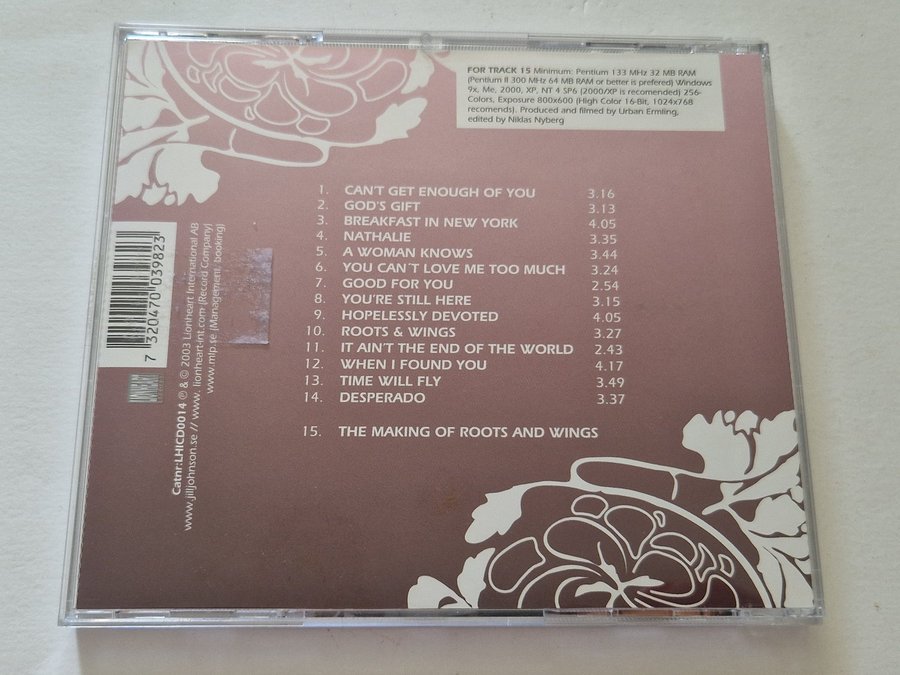 FOR TRACK 15 Minimum: Pentium 133 MHz 32 MB RAM
(Pentium II 300 MHz 64 MB RAM or better is prefered) Windows
9x, Me, 2000, XP, NT 4 SP6 (2000/XP is recomended) 256-
Colors, Exposure 800x600 (High Color 16-Bit, 1024x768
recomends). Produced and filmed by Urban Ermling,
edited by Niklas Nyberg
1. CAN'T GET ENOUGH OF YOU 3.16
2. GOD'S GIFT 3.13
3. BREAKFAST IN NEW YORK 4.05
4. NATHALIE 3.35
5. A WOMAN KNOWS 3.44
6. YOU CAN'T LOVE ME TOO MUCH 3.24
7. GOOD FOR YOU 2.54
8. YOU'RE STILL HERE 3.15
9. HOPELESSLY DEVOTED 4.05
10. ROOTS & WINGS 3.27
11. IT AIN'T THE END OF THE WORLD 2.43
12. WHEN I FOUND YOU 4.17
13. TIME WILL FLY 3.49
14. DESPERADO 3.37
15. THE MAKING OF ROOTS AND WINGS
7 320470 039823
Catnr:LHICD0014 ℗ & © 2003 Lionheart International AB
www.jilljohnson.se // www. lionheart-int.com (Record Company)
www.mlp.se (Management, booking)